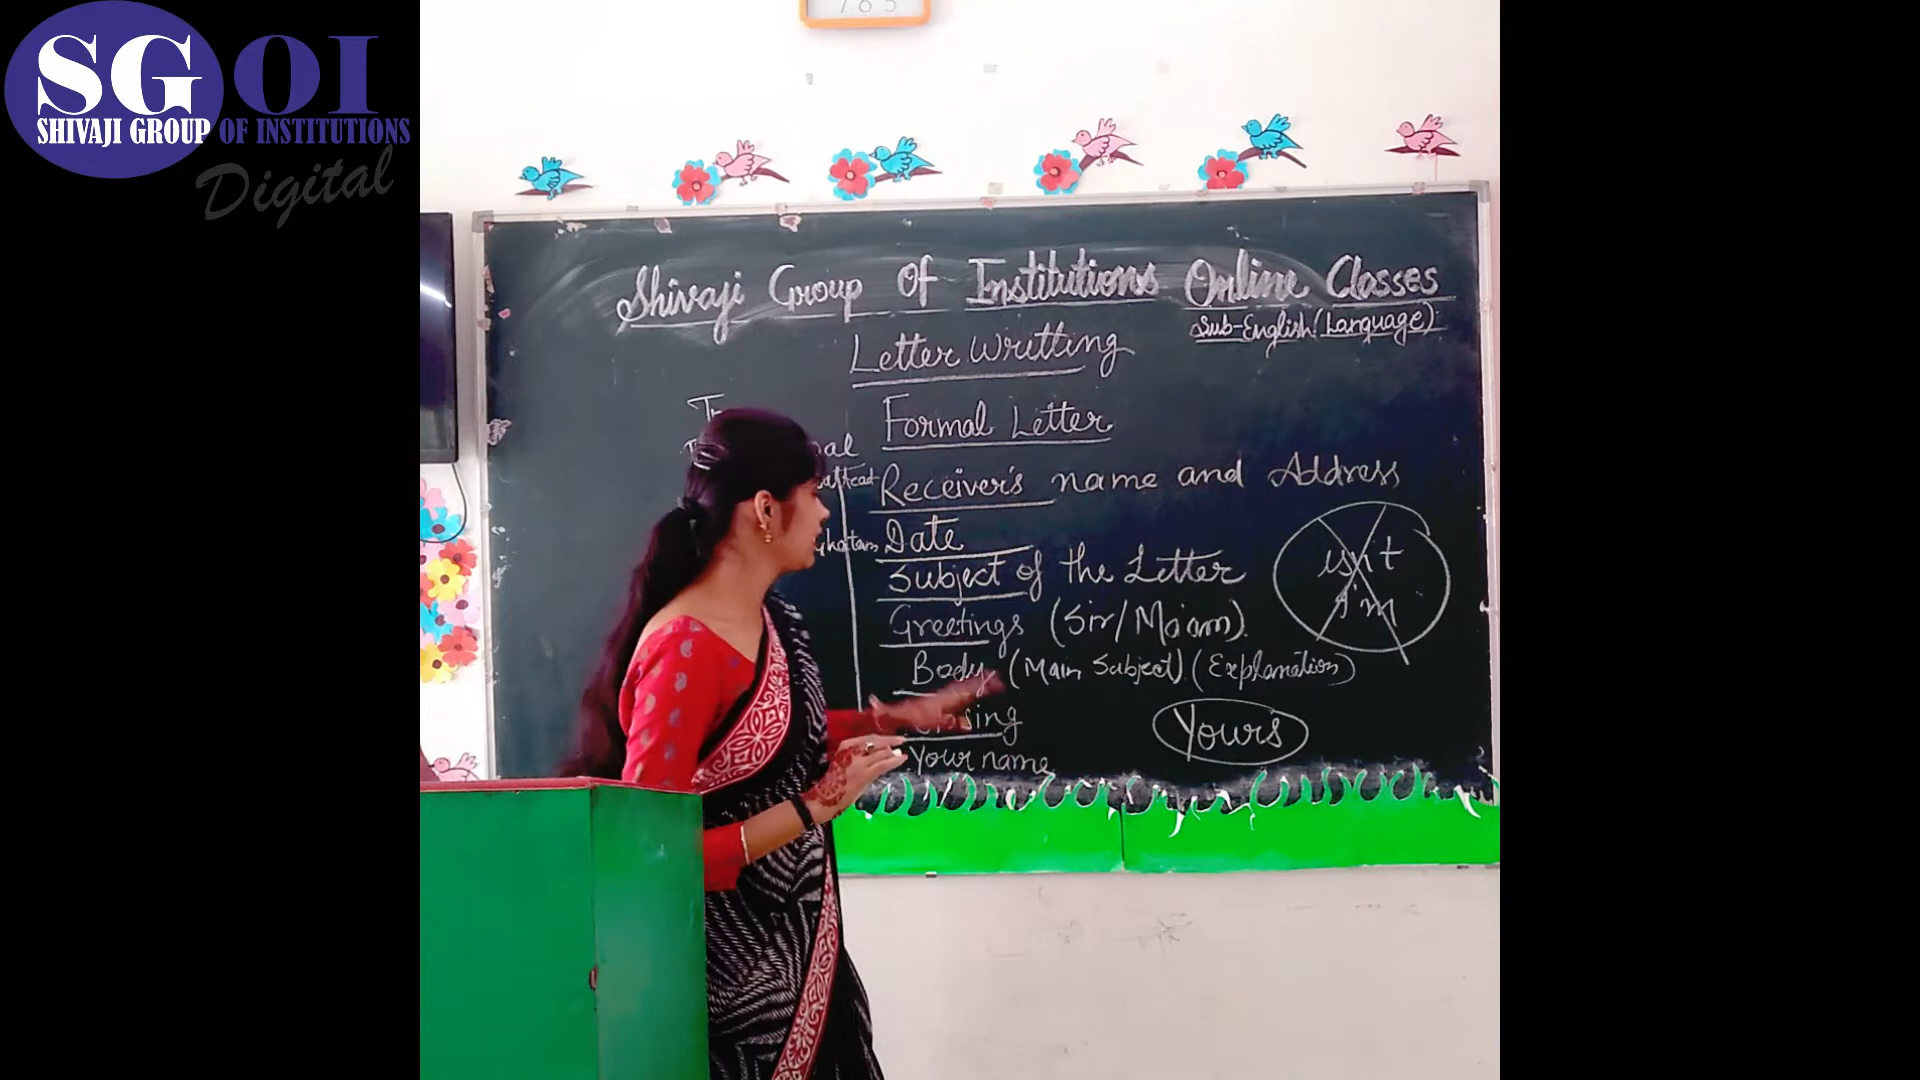 SGOI
SHIVAJI GROUP OF INSTITUTIONS
Digital
Shivaji Group Of Institutions Online Classes
Sub-English (Language)
Letter Writting
Formal Letter
Receiver's name and Address
Date
Subject of the Letter
isn't
I'm
Greetings (Sir/Ma'am).
Body (Main Subject) (Explanation)
Yours
Your name